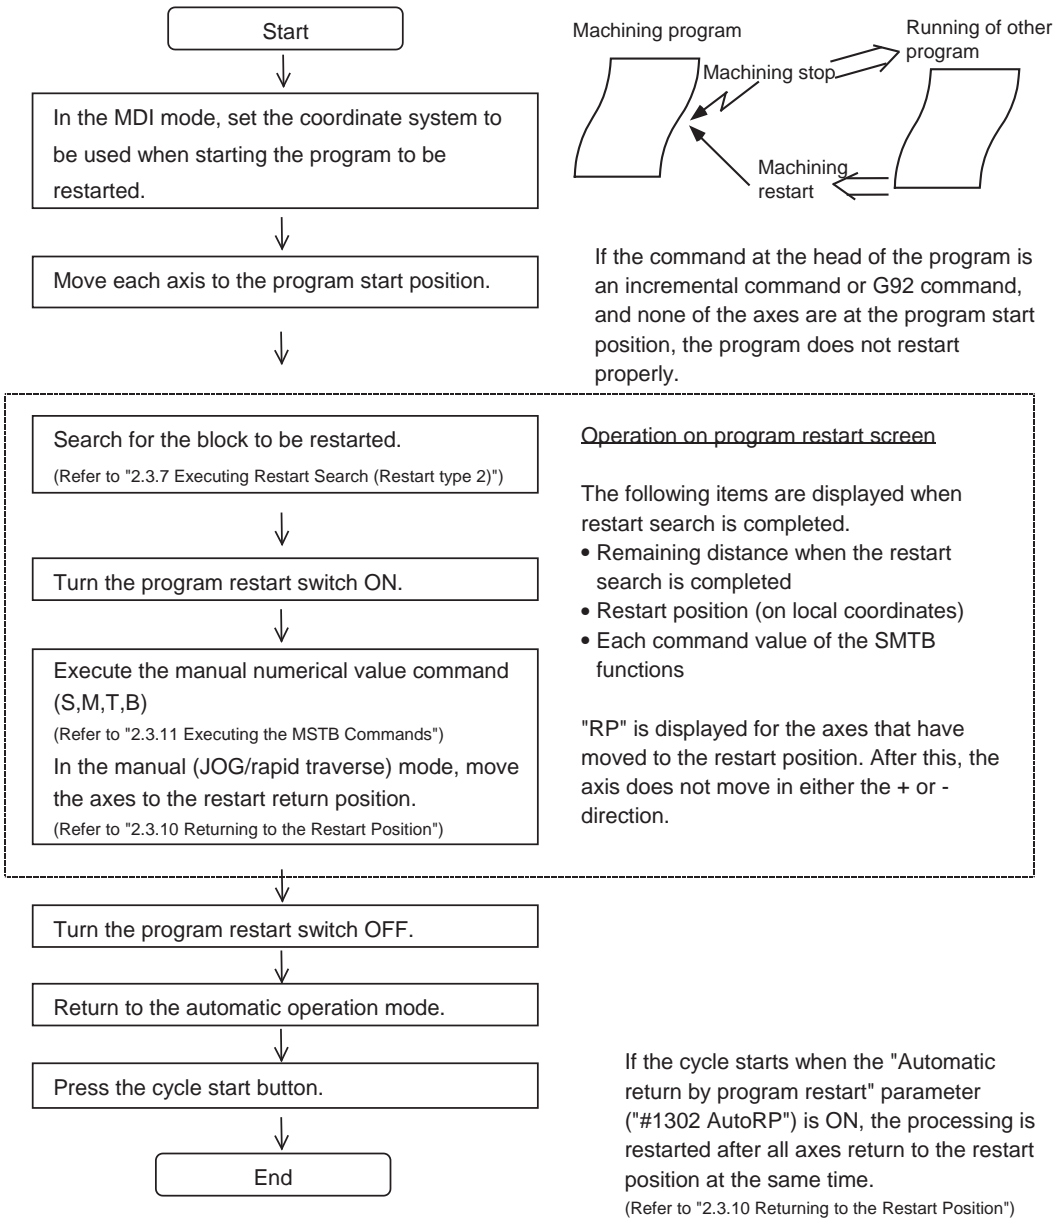 Start
In the MDI mode, set the coordinate system to
be used when starting the program to be
restarted.
Move each axis to the program start position.
Machining program
Running of other
program
Machining stop
Machining
restart
If the command at the head of the program is
an incremental command or G92 command,
and none of the axes are at the program start
position, the program does not restart
properly.
Search for the block to be restarted.
(Refer to "2.3.7 Executing Restart Search (Restart type 2)")
Turn the program restart switch ON.
Execute the manual numerical value command
(S,M,T,B)
(Refer to "2.3.11 Executing the MSTB Commands")
In the manual (JOG/rapid traverse) mode, move
the axes to the restart return position.
(Refer to "2.3.10 Returning to the Restart Position")
Operation on program restart screen
The following items are displayed when
restart search is completed.
• Remaining distance when the restart
search is completed
• Restart position (on local coordinates)
• Each command value of the SMTB
functions
"RP" is displayed for the axes that have
moved to the restart position. After this, the
axis does not move in either the + or -
direction.
Turn the program restart switch OFF.
Return to the automatic operation mode.
Press the cycle start button.
End
If the cycle starts when the "Automatic
return by program restart" parameter
("#1302 AutoRP") is ON, the processing is
restarted after all axes return to the restart
position at the same time.
(Refer to "2.3.10 Returning to the Restart Position")